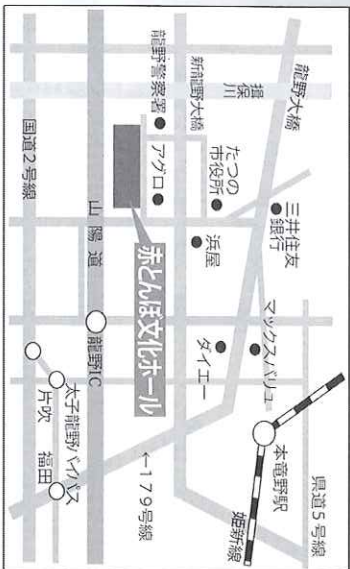 龍野大橋
揖保川
新龍野大橋
龍野警察署
アグロ
たつの
市役所
三井住友
銀行
浜屋
マックスバリュ
ダイエー
赤とんぼ文化ホール
本竜野駅
県道5号線
姫新線
←179号線
山陽道
龍野IC
太子龍野バイパス
福田
片吹
国道2号線